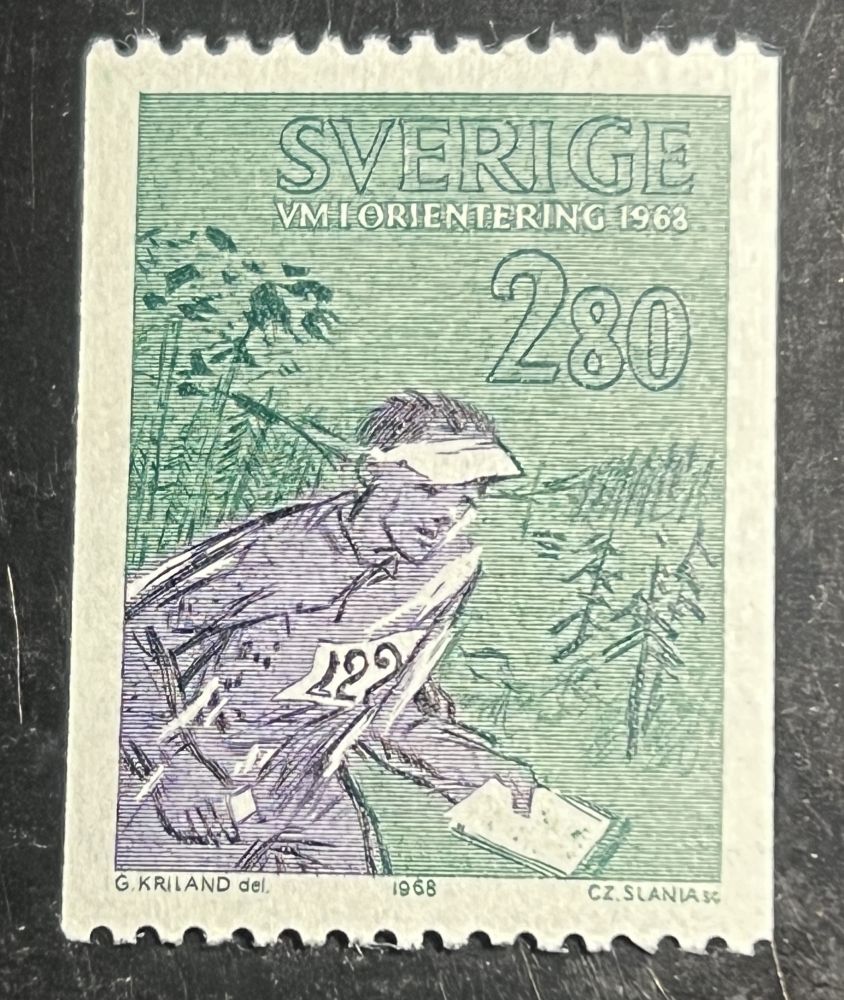 SVERIGE
VM I ORIENTERING 1968
280
122
G. KRILAND del. 1968 CZ. SLANIA sc